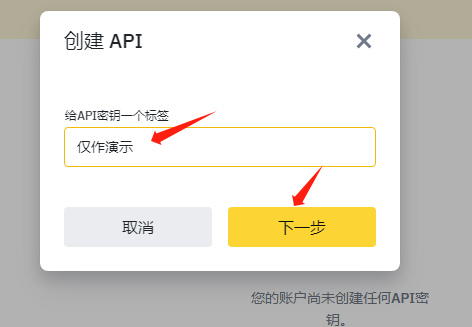 创建 API
给API密钥一个标签
仅作演示
取消
下一步
您的账户尚未创建任何API密
钥。